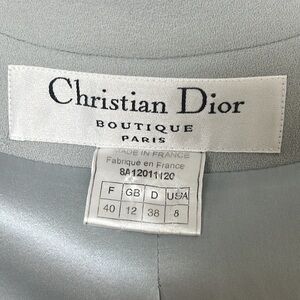 Christian Dior
BOUTIQUE
PARIS
MADE IN FRANCE
Fabriqué en France
8A12011120
F GB D USA
40 12 38 8